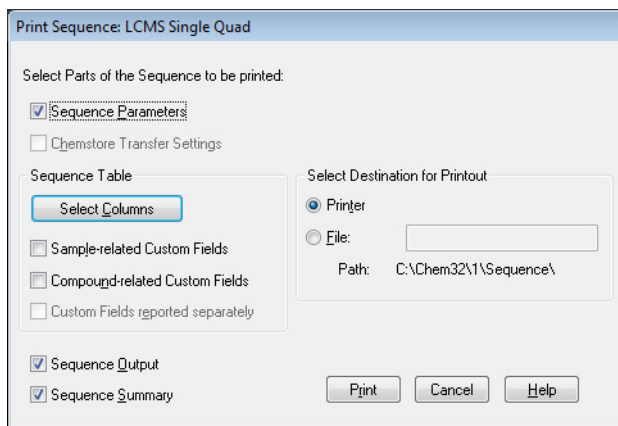 Print Sequence: LCMS Single Quad
Select Parts of the Sequence to be printed:
Sequence Parameters
Chemstore Transfer Settings
Sequence Table
Select Columns
Sample-related Custom Fields
Compound-related Custom Fields
Custom Fields reported separately
Select Destination for Printout
Printer
File:
Path: C:\Chem32\1\Sequence\
Sequence Output
Sequence Summary
Print Cancel Help